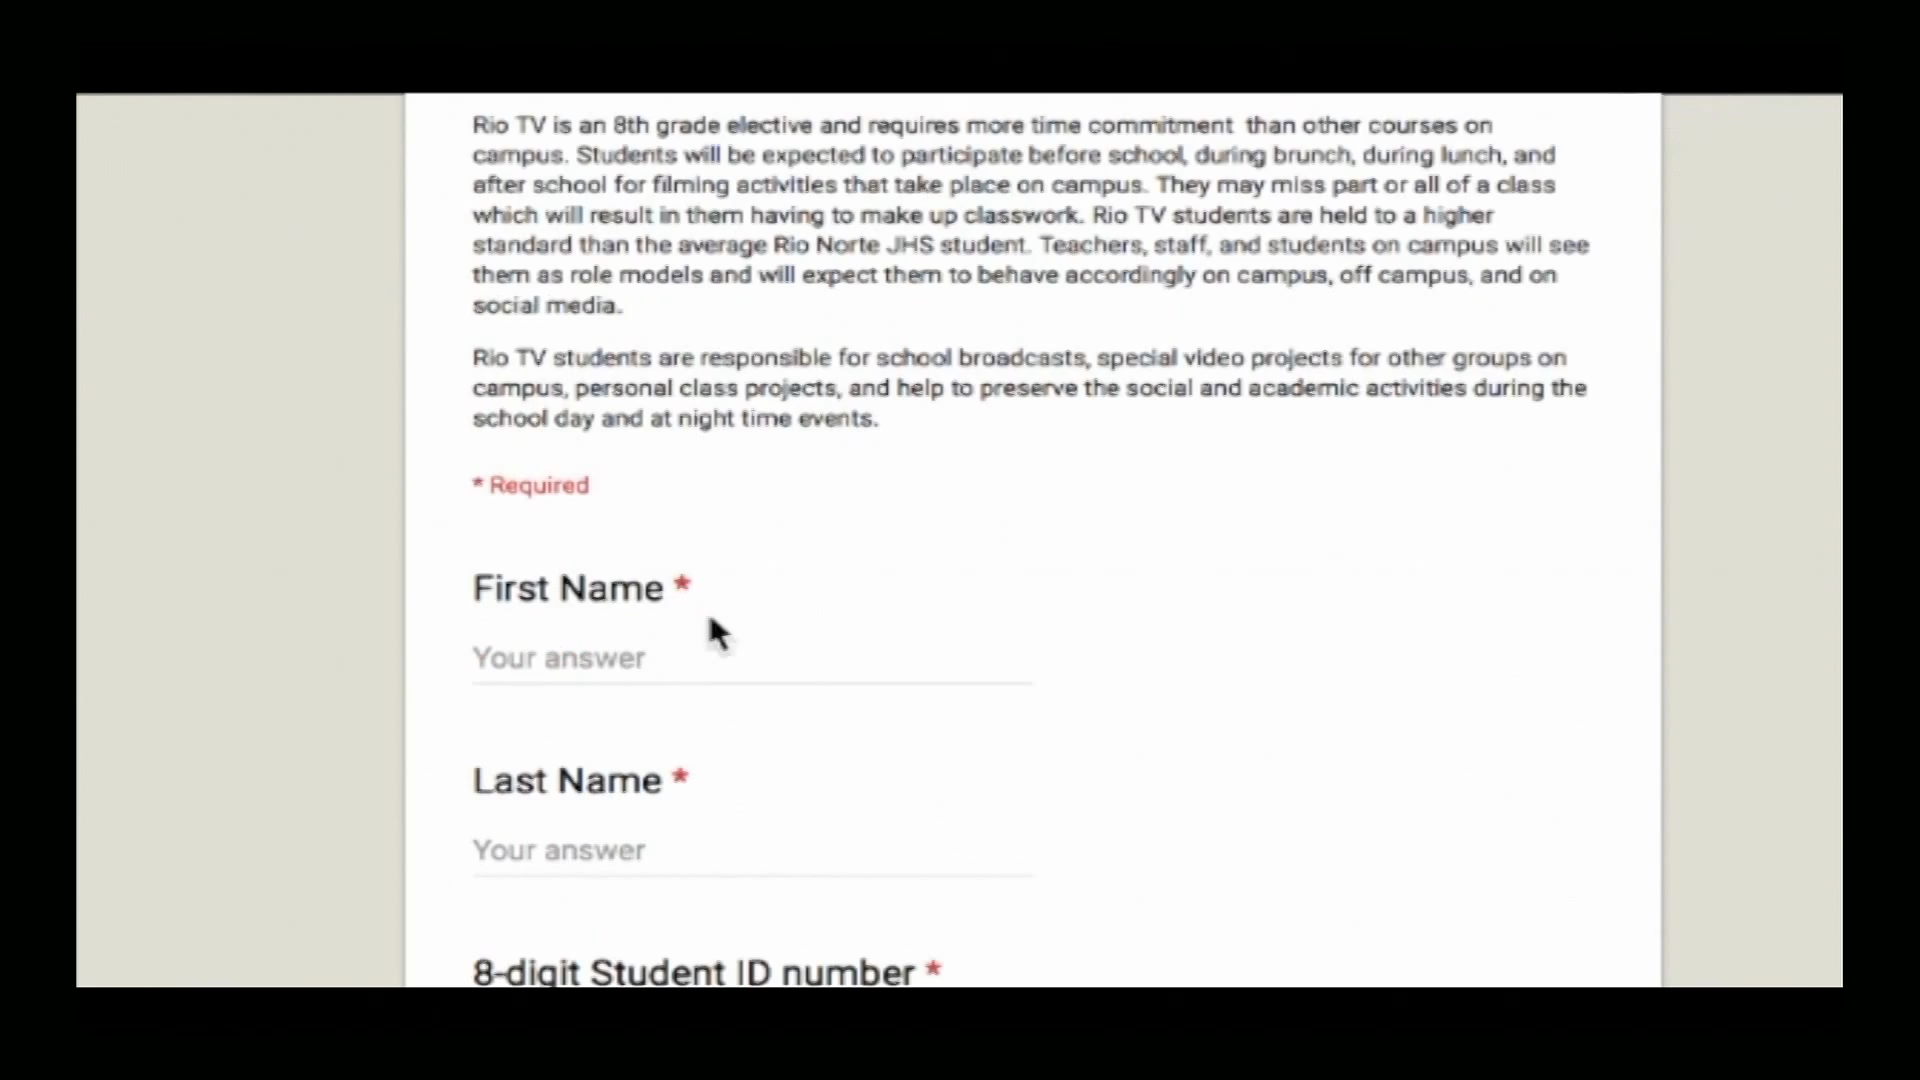 Rio TV is an 8th grade elective and requires more time commitment than other courses on
campus. Students will be expected to participate before school, during brunch, during lunch, and
after school for filming activities that take place on campus. They may miss part or all of a class
which will result in them having to make up classwork. Rio TV students are held to a higher
standard than the average Rio Norte JHS student. Teachers, staff, and students on campus will see
them as role models and will expect them to behave accordingly on campus, off campus, and on
social media.
Rio TV students are responsible for school broadcasts, special video projects for other groups on
campus, personal class projects, and help to preserve the social and academic activities during the
school day and at night time events.
* Required
First Name *
Your answer
Last Name *
Your answer
8-digit Student ID number *